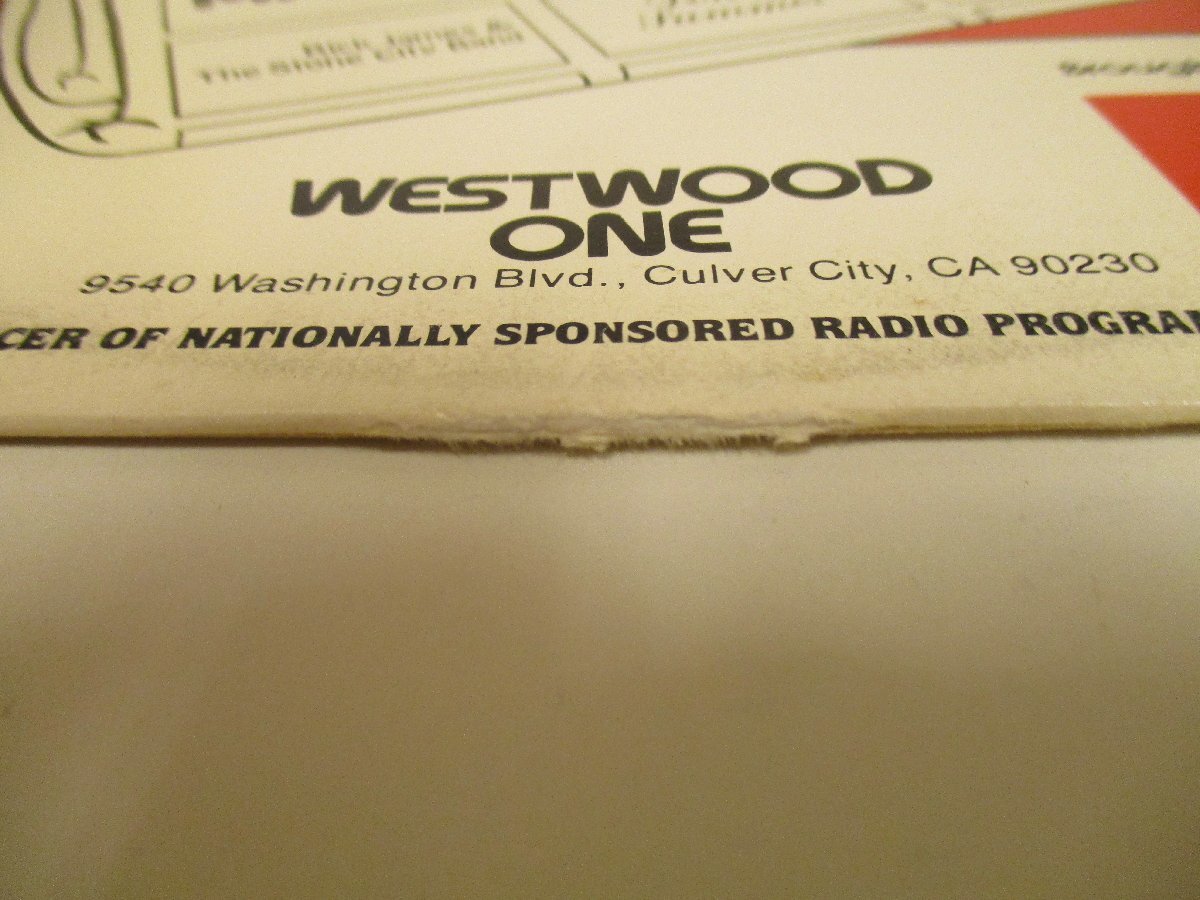 Rick James &
The Stone City Band
Summer
WESTWOOD
ONE
9540 Washington Blvd., Culver City, CA 90230
CER OF NATIONALLY SPONSORED RADIO PROGRA